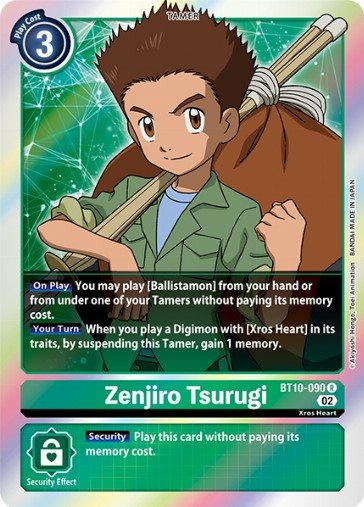 TAMER
Play Cost
3
On Play You may play [Ballistamon] from your hand or
from under one of your Tamers without paying its memory
cost.
Your Turn When you play a Digimon with [Xros Heart] in its
traits, by suspending this Tamer, gain 1 memory.
©Akiyoshi Hongo, Toei Animation BANDAI MADE IN JAPAN
Zenjiro Tsurugi
BT10-090 R
02
Xros Heart
Security Effect
Security Play this card without paying its
memory cost.